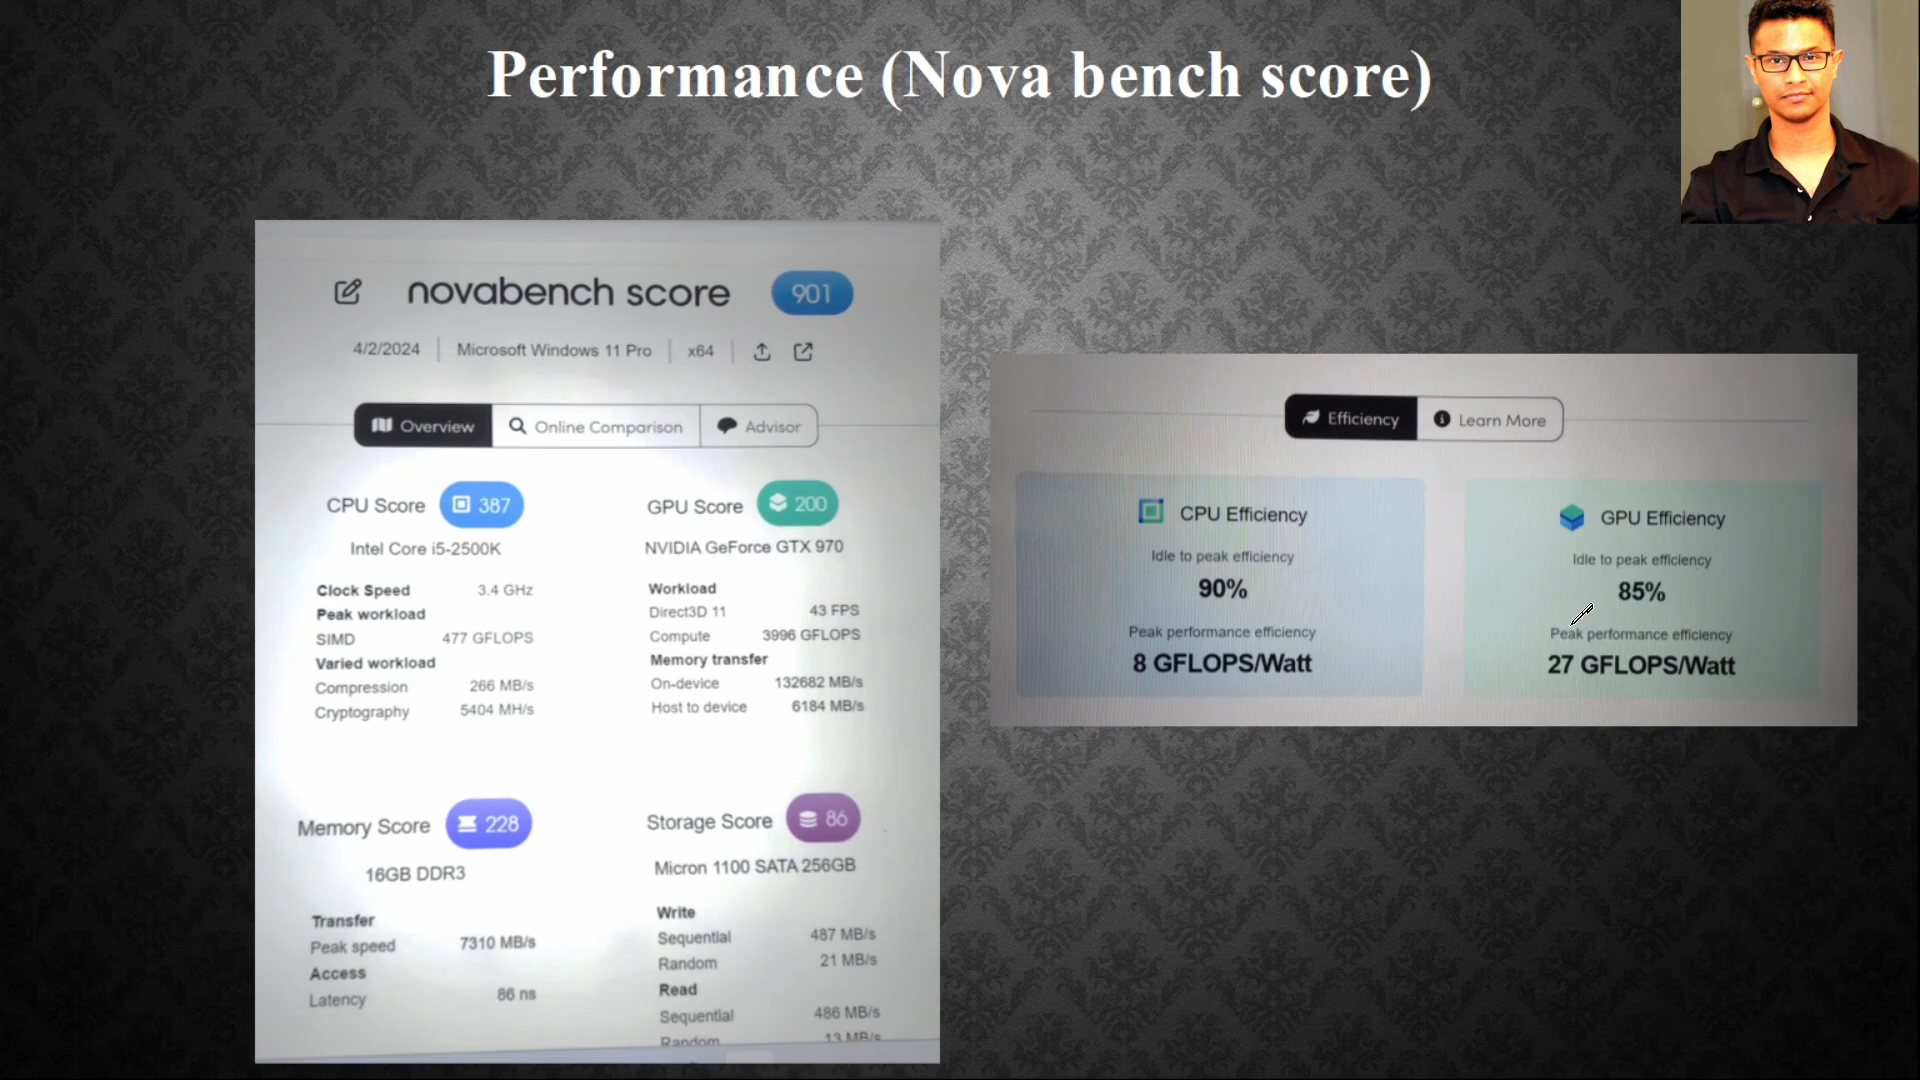 Performance (Nova bench score)
novabench score 901
4/2/2024 Microsoft Windows 11 Pro x64
Overview Online Comparison Advisor
CPU Score 387
Intel Core i5-2500K
Clock Speed 3.4 GHz
Peak workload
SIMD 477 GFLOPS
Varied workload
Compression 266 MB/s
Cryptography 5404 MH/s
GPU Score 200
NVIDIA GeForce GTX 970
Workload
Direct3D 11 43 FPS
Compute 3996 GFLOPS
Memory transfer
On-device 132682 MB/s
Host to device 6184 MB/s
Memory Score 228
16GB DDR3
Transfer
Peak speed 7310 MB/s
Access
Latency 86 ns
Storage Score 86
Micron 1100 SATA 256GB
Write
Sequential 487 MB/s
Random 21 MB/s
Read
Sequential 486 MB/s
Random 13 MB/s
Efficiency Learn More
CPU Efficiency
Idle to peak efficiency
90%
Peak performance efficiency
8 GFLOPS/Watt
GPU Efficiency
Idle to peak efficiency
85%
Peak performance efficiency
27 GFLOPS/Watt